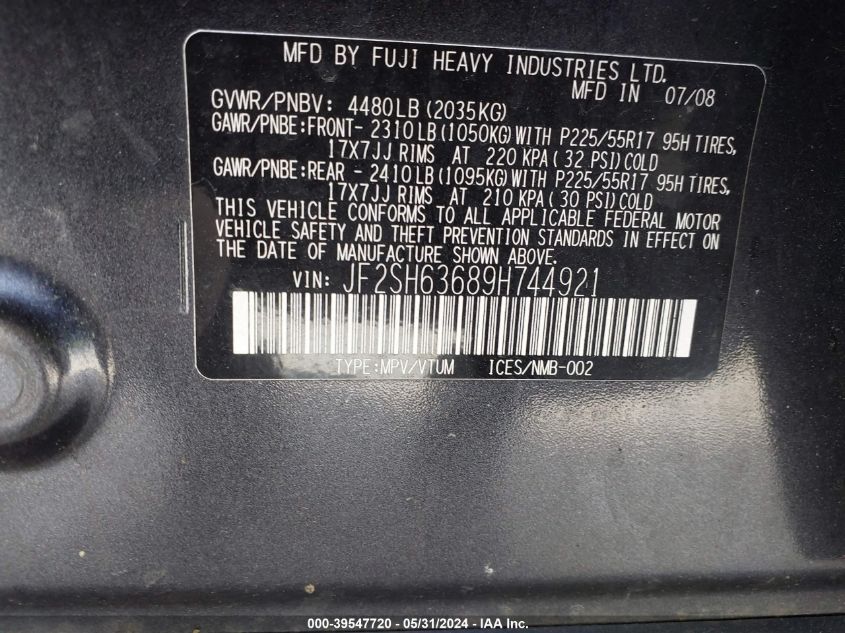 MFD BY FUJI HEAVY INDUSTRIES LTD.
MFD IN 07/08
GVWR/PNBV: 4480LB(2035KG)
GAWR/PNBE:FRONT- 2310LB(1050KG)WITH P225/55R17 95H TIRES,
17X7JJ RIMS AT 220 KPA( 32 PSI)COLD
GAWR/PNBE:REAR - 2410LB(1095KG)WITH P225/55R17 95H TIRES,
17X7JJ RIMS AT 210 KPA( 30 PSI)COLD
THIS VEHICLE CONFORMS TO ALL APPLICABLE FEDERAL MOTOR
VEHICLE SAFETY AND THEFT PREVENTION STANDARDS IN EFFECT ON
THE DATE OF MANUFACTURE SHOWN ABOVE.
VIN: JF2SH63689H744921
TYPE:MPV/VTUM ICES/NMB-002
000-39547720 - 05/31/2024 - IAA Inc.